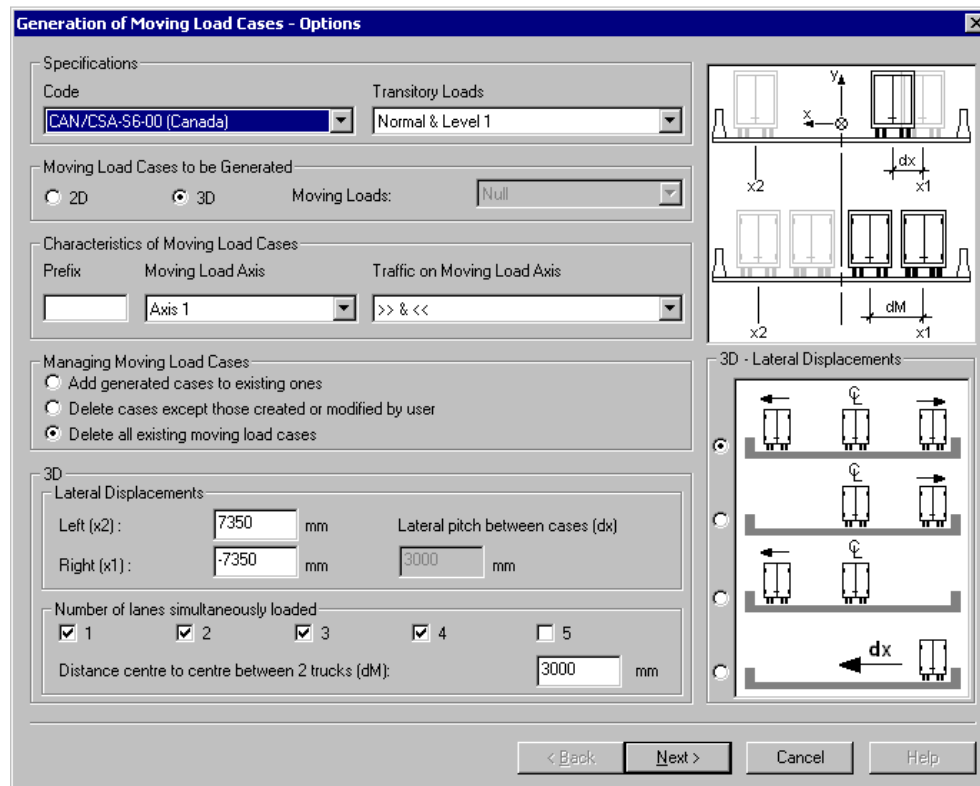 Generation of Moving Load Cases - Options
Specifications
Code
Transitory Loads
CAN/CSA-S6-00 (Canada)
Normal & Level 1
Moving Load Cases to be Generated
2D
3D
Moving Loads:
Null
Characteristics of Moving Load Cases
Prefix
Moving Load Axis
Traffic on Moving Load Axis
Axis 1
>> & <<
Managing Moving Load Cases
Add generated cases to existing ones
Delete cases except those created or modified by user
Delete all existing moving load cases
3D
Lateral Displacements
Left (x2) :
7350
mm
Lateral pitch between cases (dx)
Right (x1) :
-7350
mm
3000
mm
Number of lanes simultaneously loaded
1
2
3
4
5
Distance centre to centre between 2 trucks (dM):
3000
mm
y
x
dx
x2
x1
dM
x2
x1
3D - Lateral Displacements
CL
CL
CL
dx
< Back
Next >
Cancel
Help